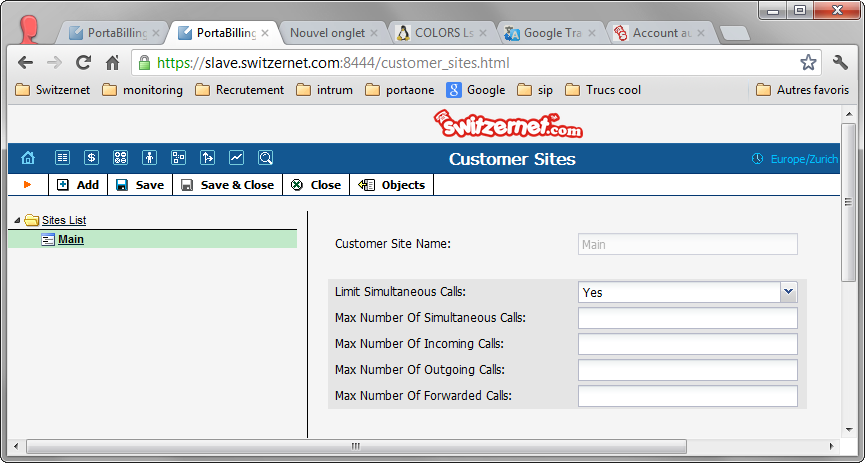 PortaBilling
PortaBilling
Nouvel onglet
COLORS Ls
Google Tra
Account au
https://slave.switzernet.com:8444/customer_sites.html
Switzernet
monitoring
Recrutement
intrum
portaone
Google
sip
Trucs cool
Autres favoris
switzernet.com
Customer Sites
Europe/Zurich
Add
Save
Save & Close
Close
Objects
Sites List
Main
Customer Site Name:
Main
Limit Simultaneous Calls:
Yes
Max Number Of Simultaneous Calls:
Max Number Of Incoming Calls:
Max Number Of Outgoing Calls:
Max Number Of Forwarded Calls: